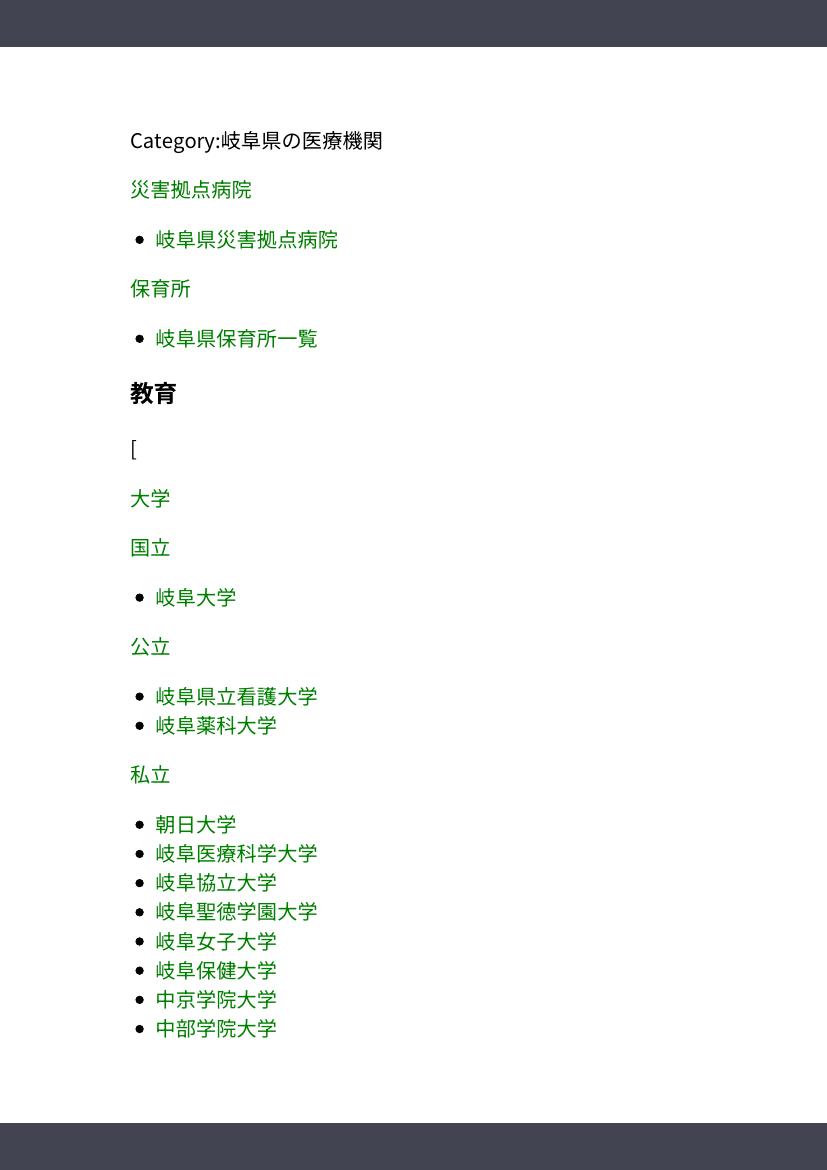 Category:岐阜県の医療機関
災害拠点病院
岐阜県災害拠点病院
保育所
岐阜県保育所一覧
教育
[
大学
国立
岐阜大学
公立
岐阜県立看護大学
岐阜薬科大学
私立
朝日大学
岐阜医療科学大学
岐阜協立大学
岐阜聖徳学園大学
岐阜女子大学
岐阜保健大学
中京学院大学
中部学院大学